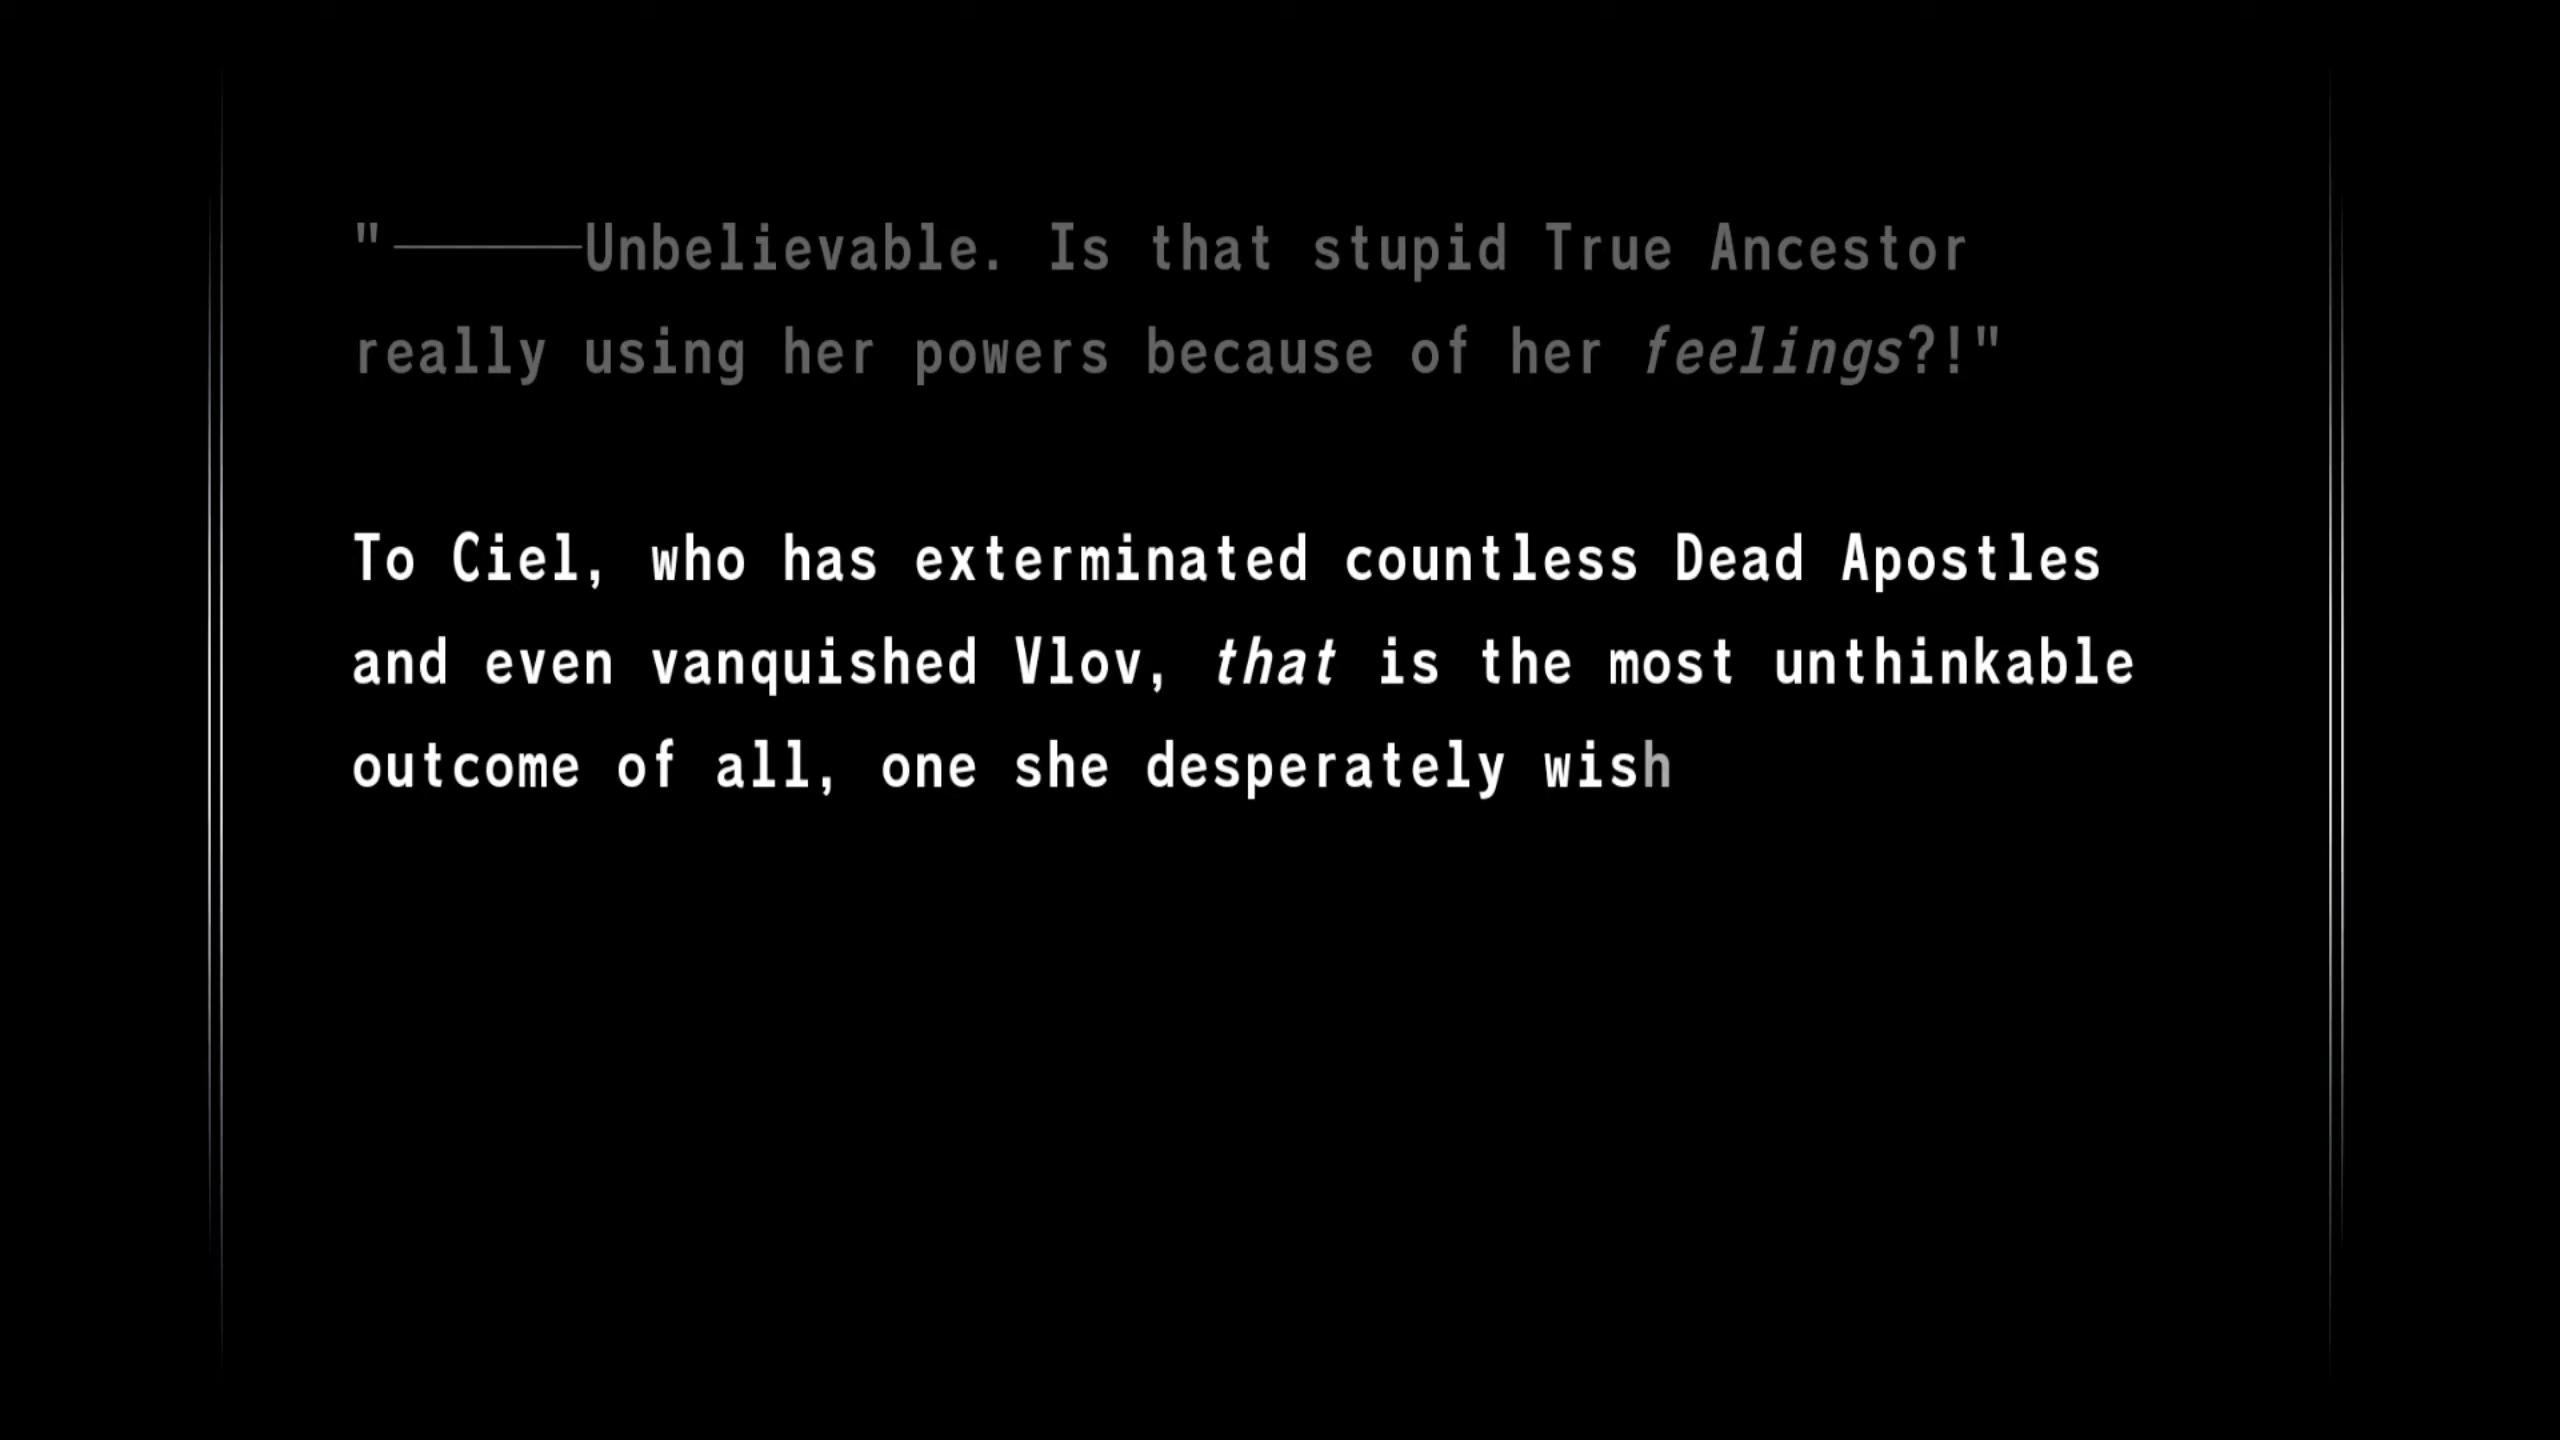 "―――Unbelievable. Is that stupid True Ancestor
really using her powers because of her feelings?!"
To Ciel, who has exterminated countless Dead Apostles
and even vanquished Vlov, that is the most unthinkable
outcome of all, one she desperately wish